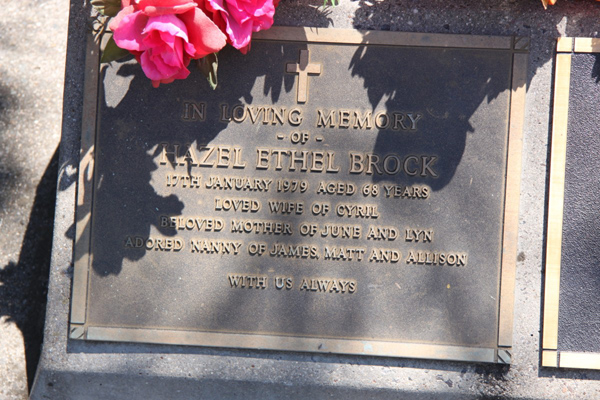 IN LOVING MEMORY
- OF -
HAZEL ETHEL BROCK
17TH JANUARY 1979 AGED 68 YEARS
LOVED WIFE OF CYRIL
BELOVED MOTHER OF JUNE AND LYN
ADORED NANNY OF JAMES, MATT AND ALLISON
WITH US ALWAYS